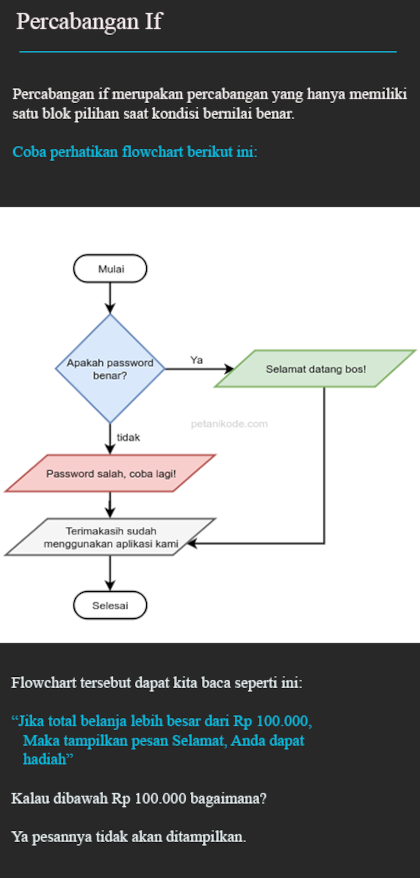 Percabangan If
Percabangan if merupakan percabangan yang hanya memiliki
satu blok pilihan saat kondisi bernilai benar.
Coba perhatikan flowchart berikut ini:
Mulai
Apakah password
benar?
Ya
Selamat datang bos!
petanikode.com
tidak
Password salah, coba lagi!
Terimakasih sudah
menggunakan aplikasi kami
Selesai
Flowchart tersebut dapat kita baca seperti ini:
“Jika total belanja lebih besar dari Rp 100.000,
Maka tampilkan pesan Selamat, Anda dapat
hadiah”
Kalau dibawah Rp 100.000 bagaimana?
Ya pesannya tidak akan ditampilkan.